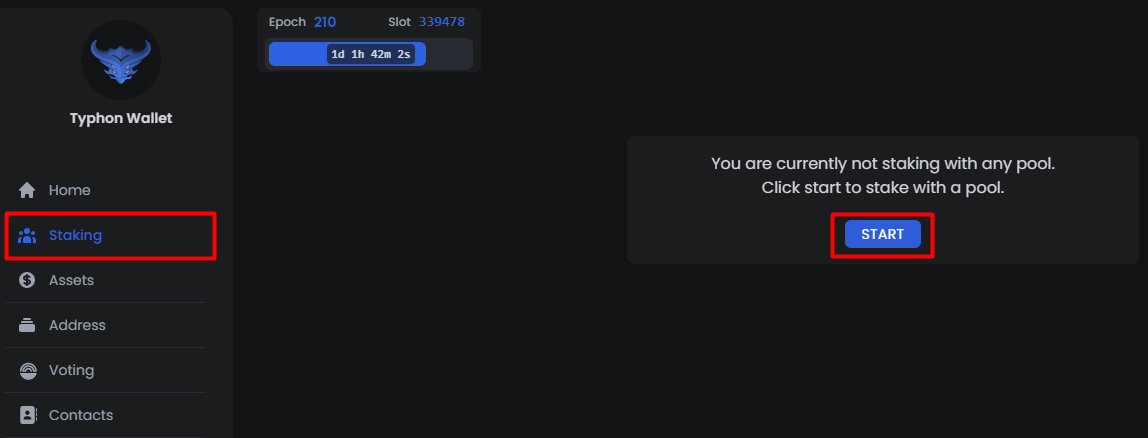 Epoch 210 Slot 339478
1d 1h 42m 2s
Typhon Wallet
Home
Staking
Assets
Address
Voting
Contacts
You are currently not staking with any pool.
Click start to stake with a pool.
START